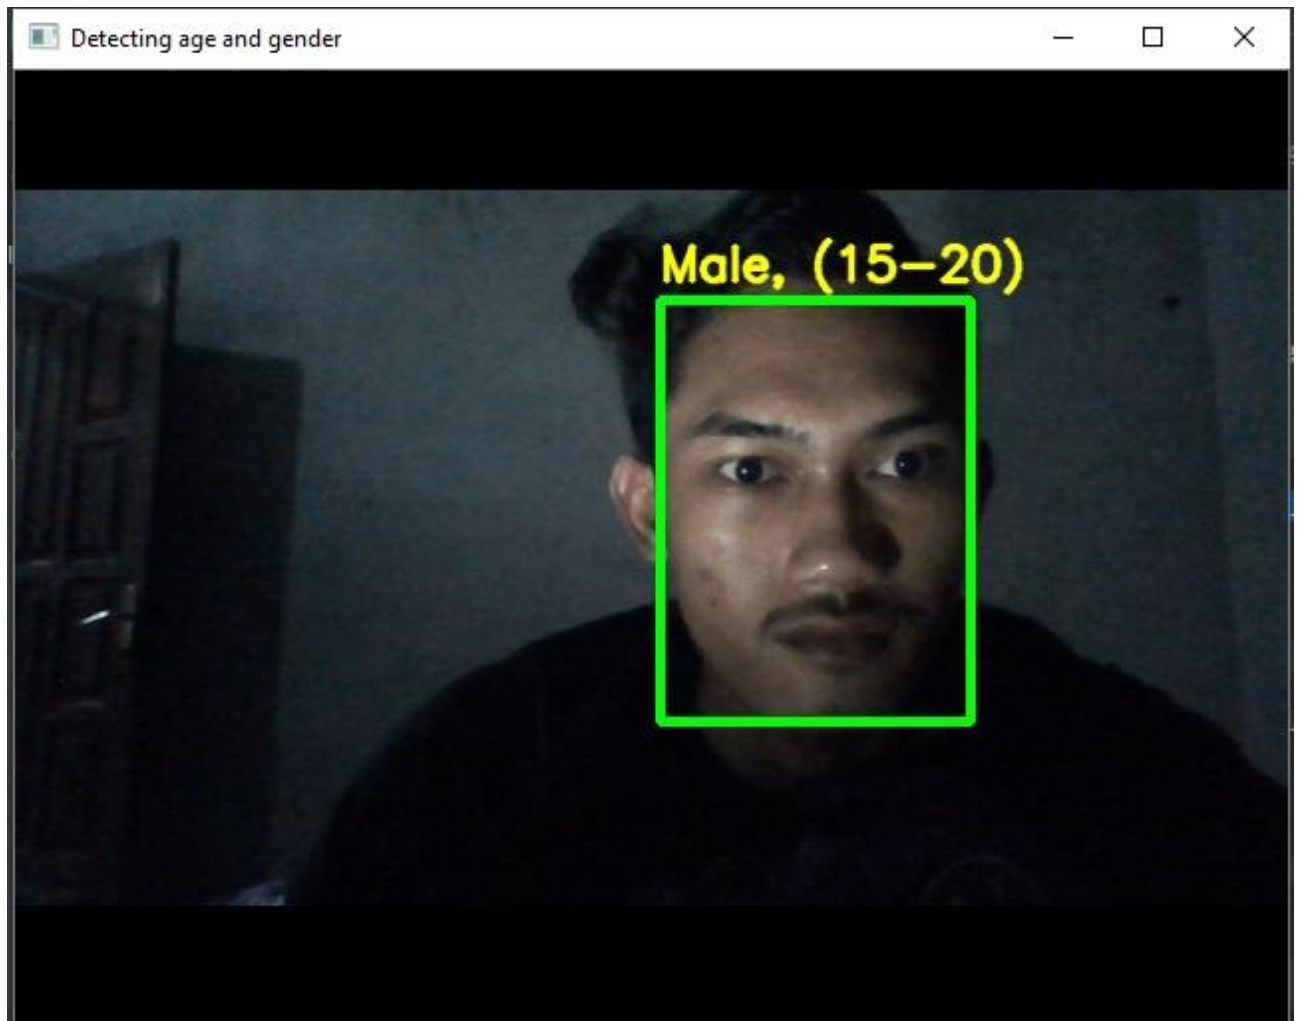 Detecting age and gender
Male, (15-20)